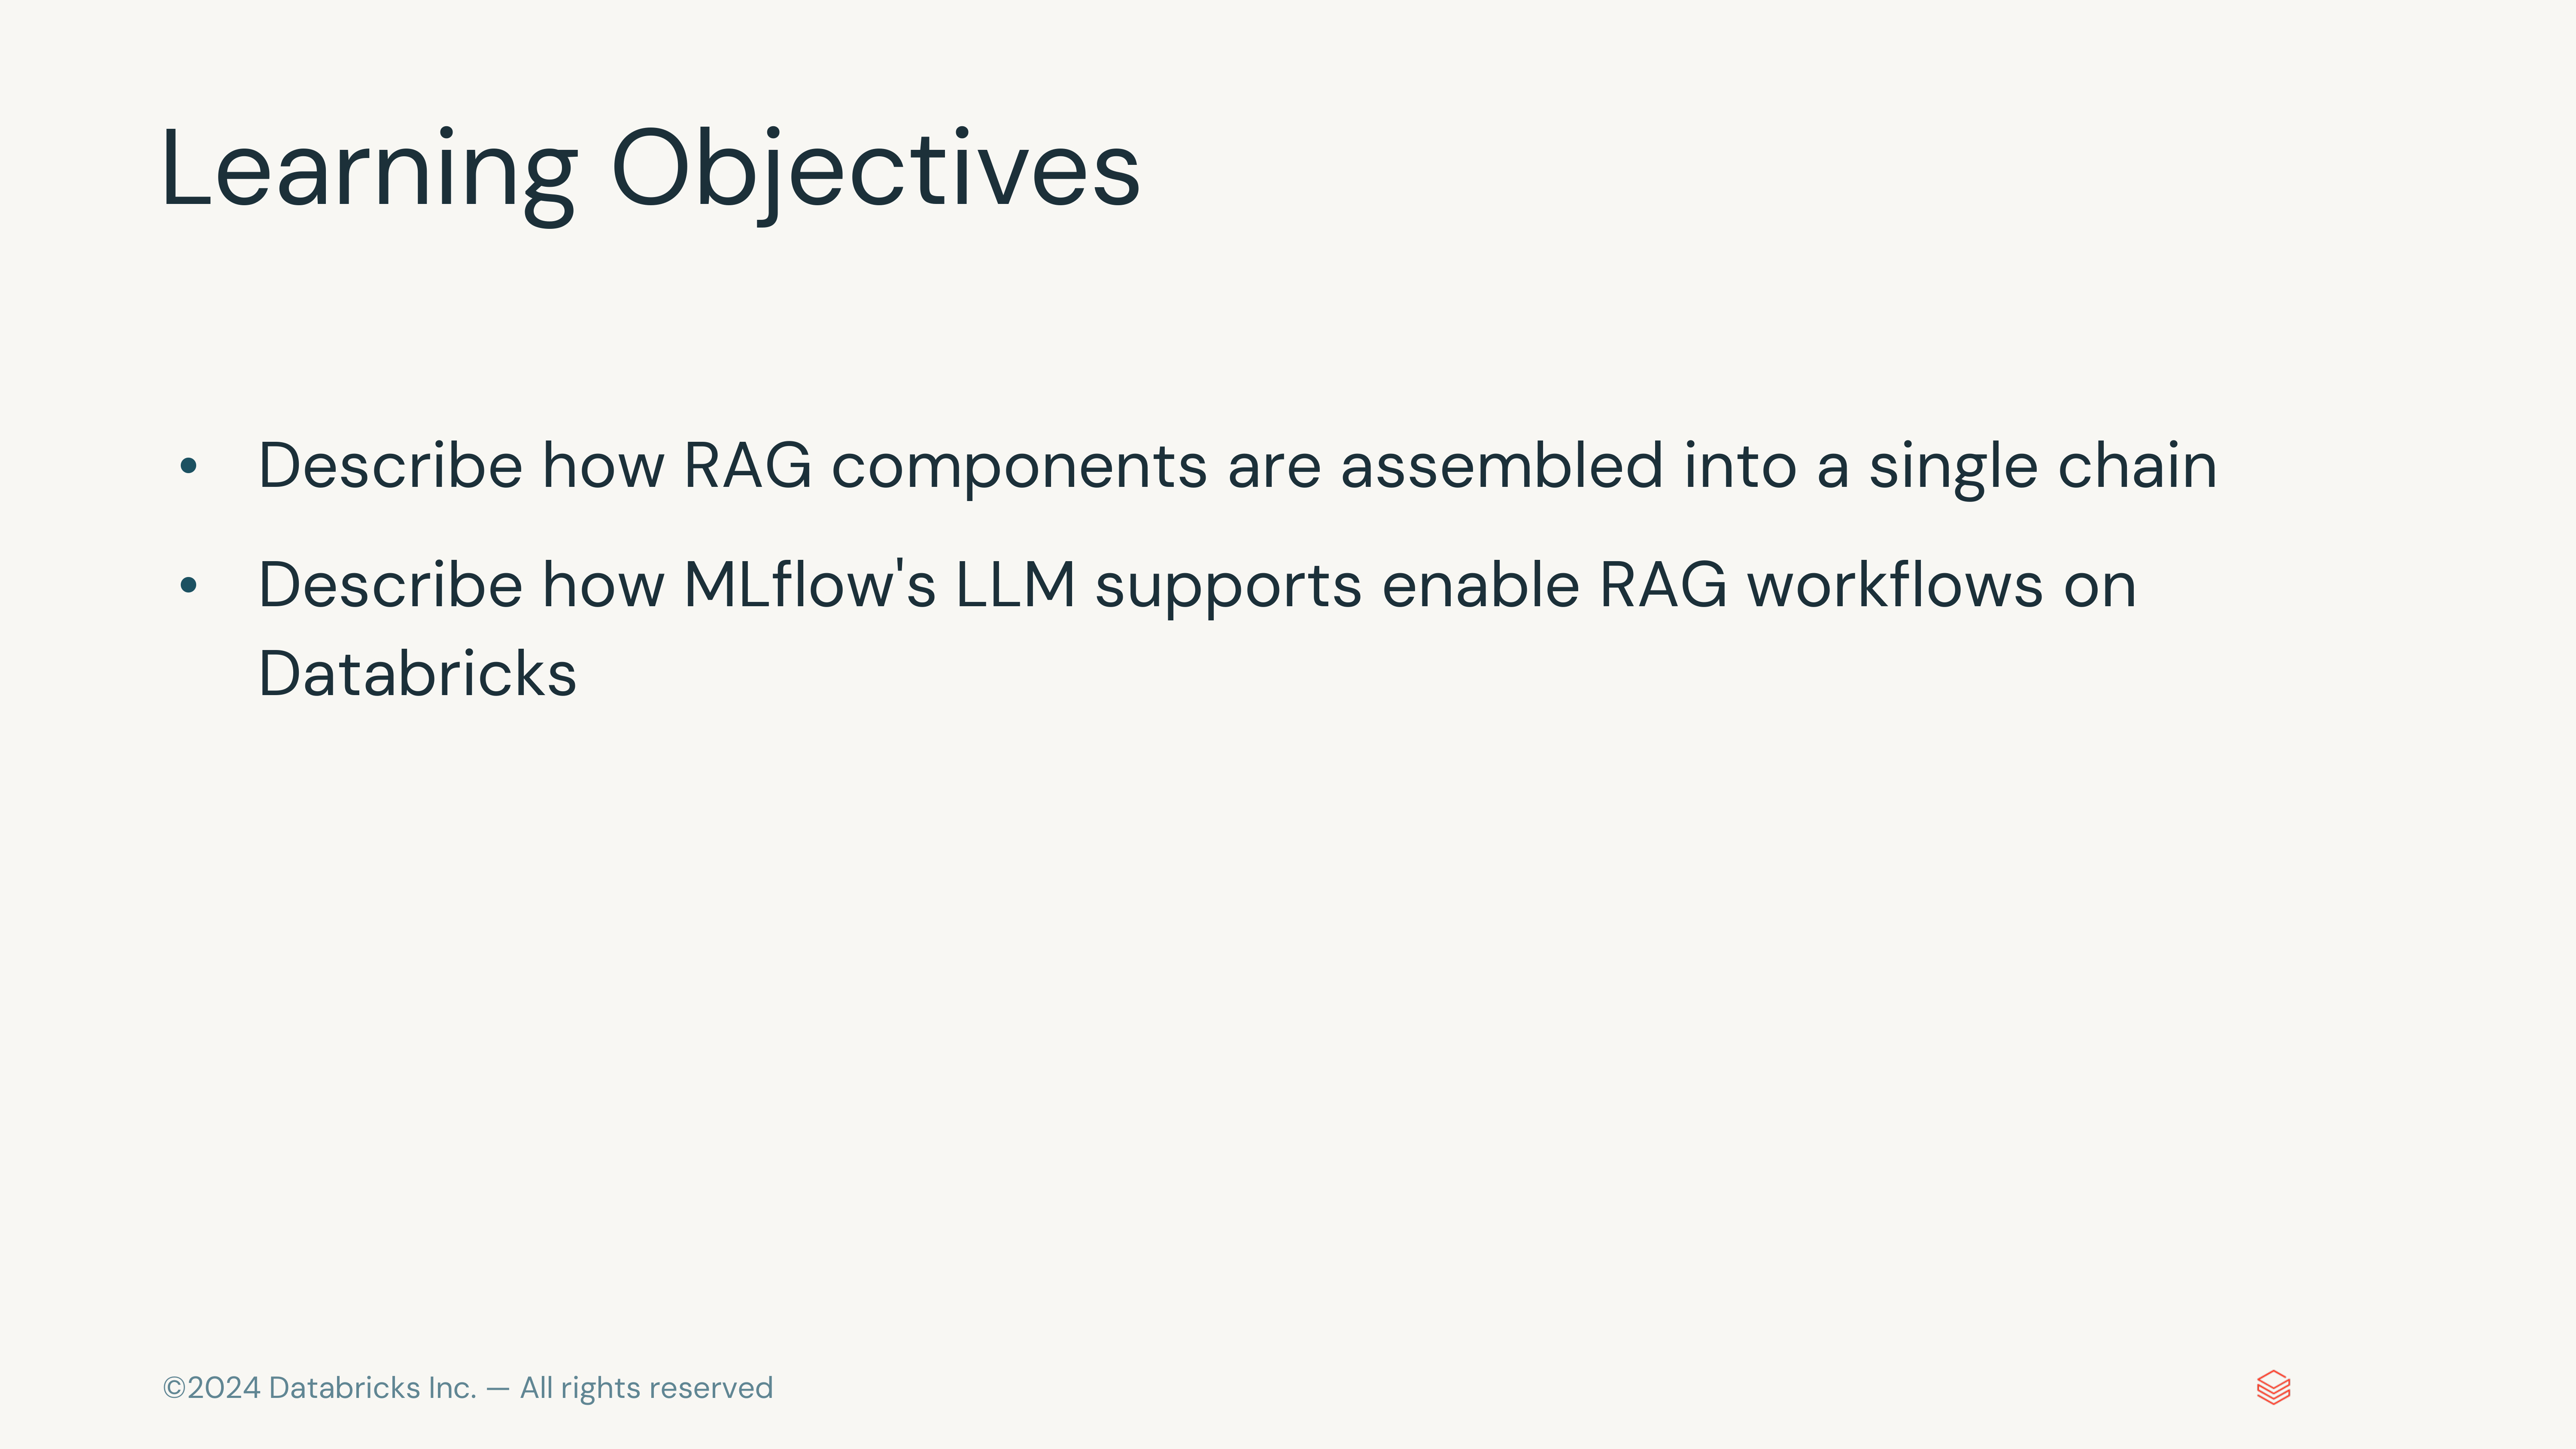 Learning Objectives
• Describe how RAG components are assembled into a single chain
• Describe how MLflow's LLM supports enable RAG workflows on
Databricks
©2024 Databricks Inc. — All rights reserved